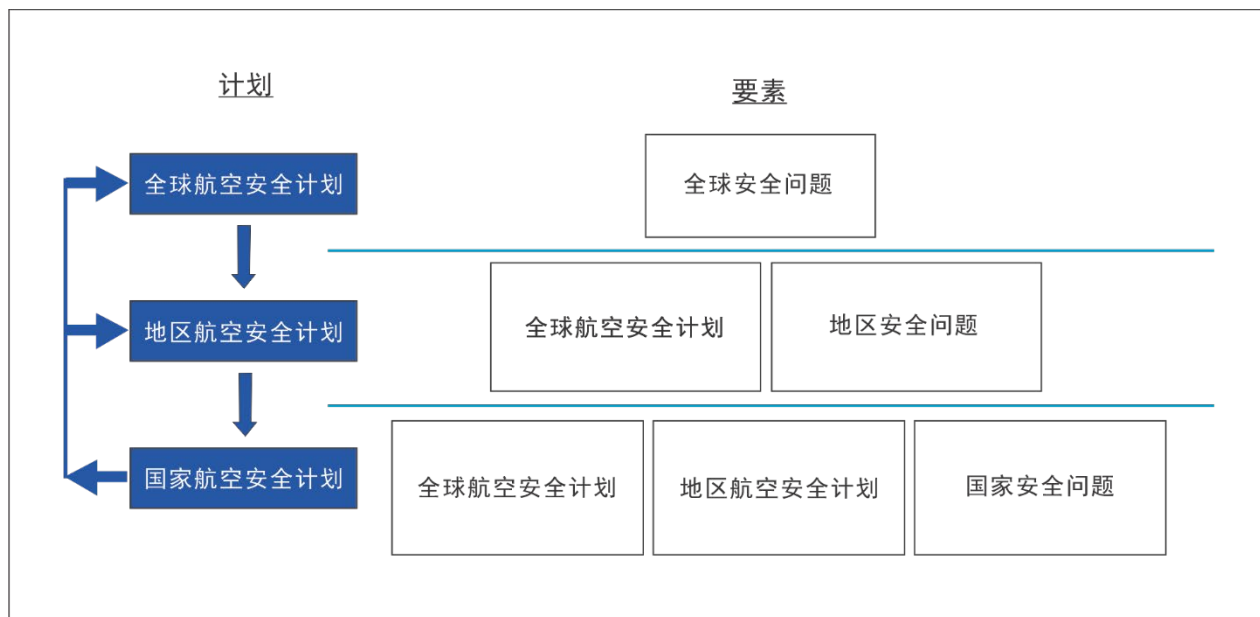 计划
要素
全球航空安全计划
全球安全问题
地区航空安全计划
全球航空安全计划
地区安全问题
国家航空安全计划
全球航空安全计划
地区航空安全计划
国家安全问题